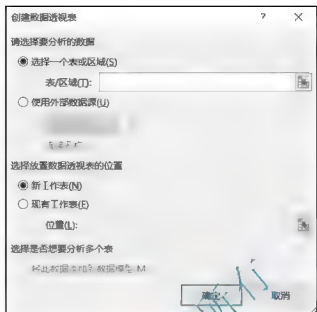 创建数据透视表
? ×
请选择要分析的数据
选择一个表或区域(S)
表/区域(T):
使用外部数据源(U)
选择放置数据透视表的位置
新工作表(N)
现有工作表(E)
位置(L):
选择是否想要分析多个表
确定 取消